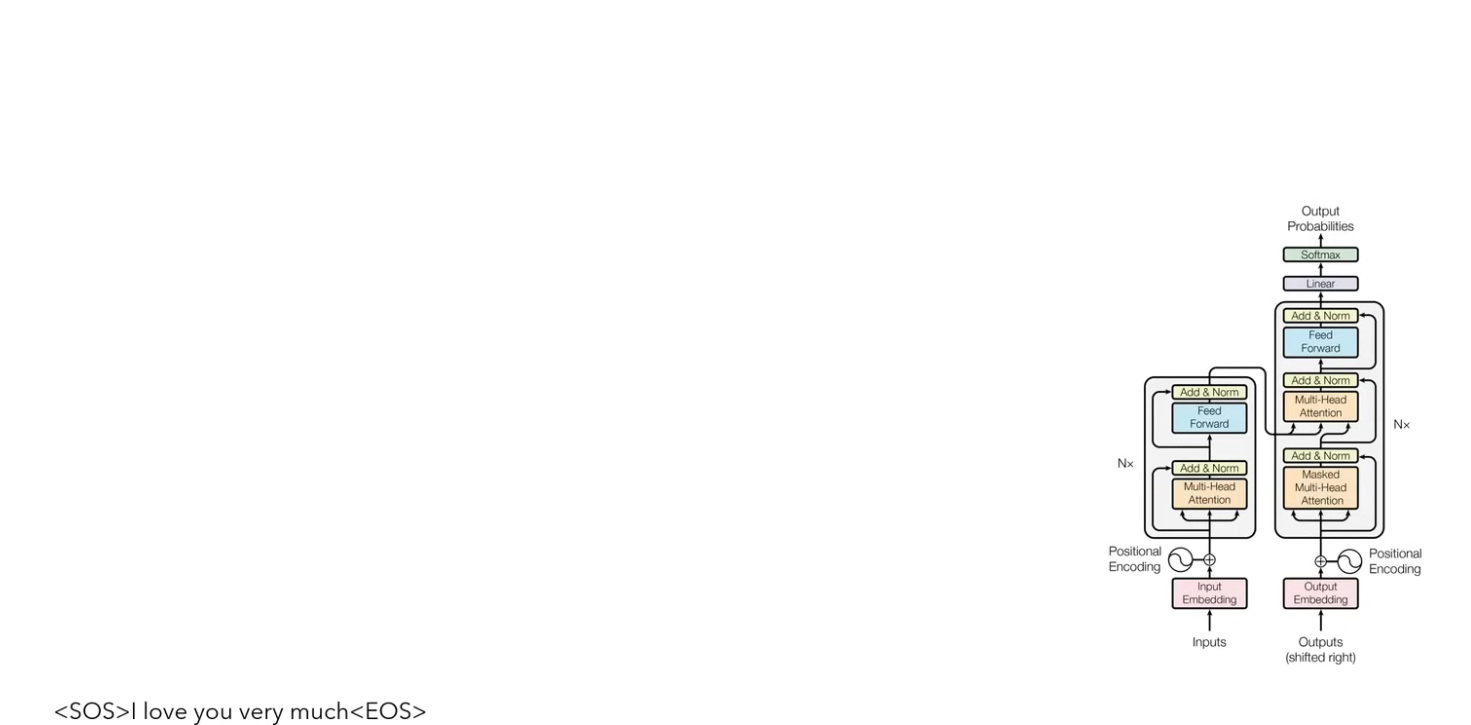 Output
Probabilities
Softmax
Linear
Add & Norm
Feed
Forward
Add & Norm
Multi-Head
Attention
Add & Norm
Masked
Multi-Head
Attention
N×
Add & Norm
Feed
Forward
Add & Norm
Multi-Head
Attention
N×
Positional
Encoding
Positional
Encoding
Input
Embedding
Output
Embedding
Inputs
Outputs
(shifted right)
<SOS>I love you very much<EOS>